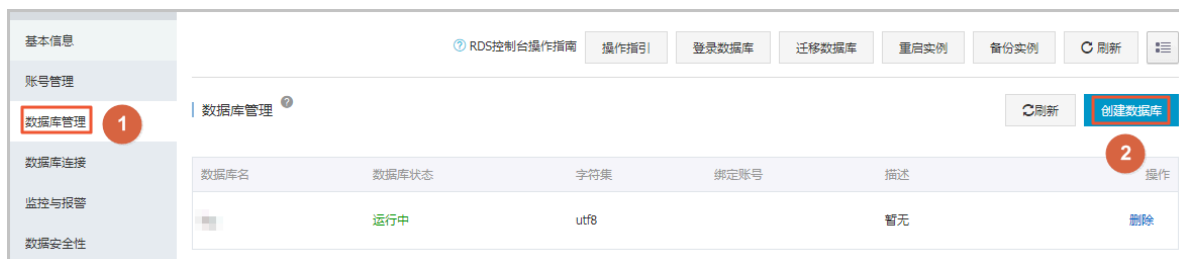 基本信息
账号管理
数据库管理
1
数据库连接
监控与报警
数据安全性
? RDS控制台操作指南 操作指引 登录数据库 迁移数据库 重启实例 备份实例 刷新
数据库管理 ? 刷新 创建数据库
2
数据库名 数据库状态 字符集 绑定账号 描述 操作
运行中 utf8 暂无 删除